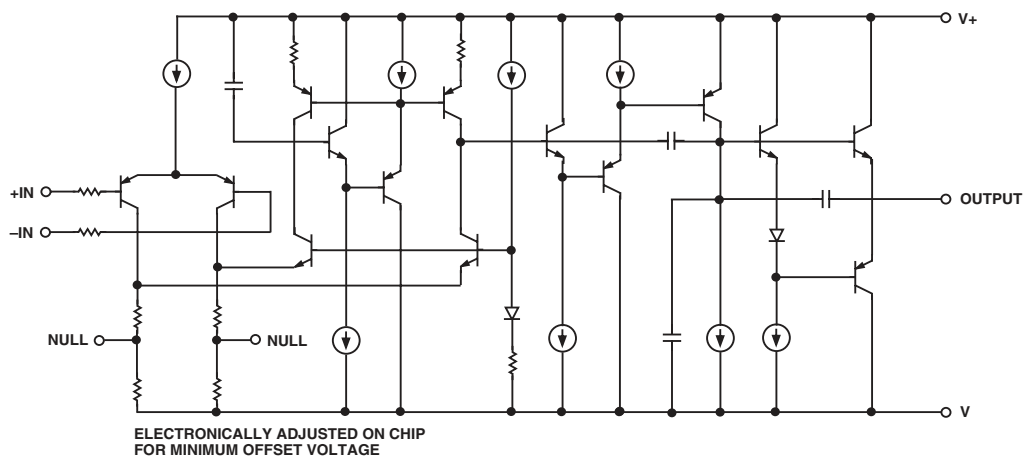 V+
+IN
–IN
OUTPUT
NULL
NULL
V
ELECTRONICALLY ADJUSTED ON CHIP
FOR MINIMUM OFFSET VOLTAGE